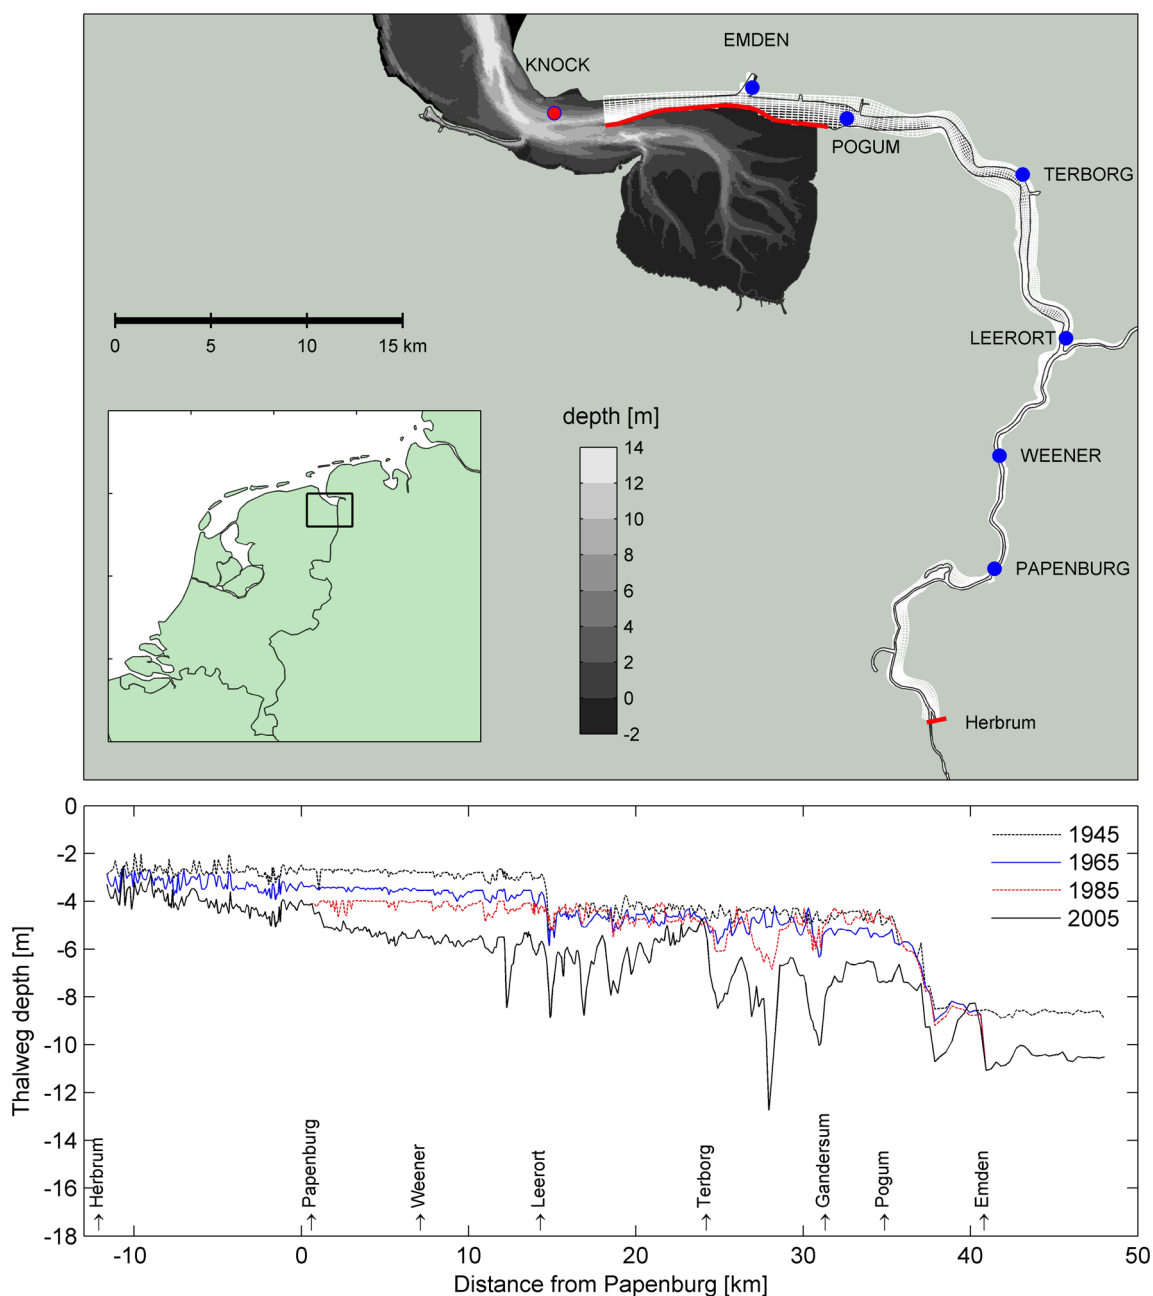 EMDEN
KNOCK
POGUM
TERBORG
LEERORT
0 5 10 15 km
depth [m]
14
12
10
8
6
4
2
0
-2
WEENER
PAPENBURG
Herbrum
0
-2
-4
-6
-8
-10
-12
-14
-16
-18
Thalweg depth [m]
1945
1965
1985
2005
Herbrum
Papenburg
Weener
Leerort
Terborg
Gandersum
Pogum
Emden
-10 0 10 20 30 40 50
Distance from Papenburg [km]